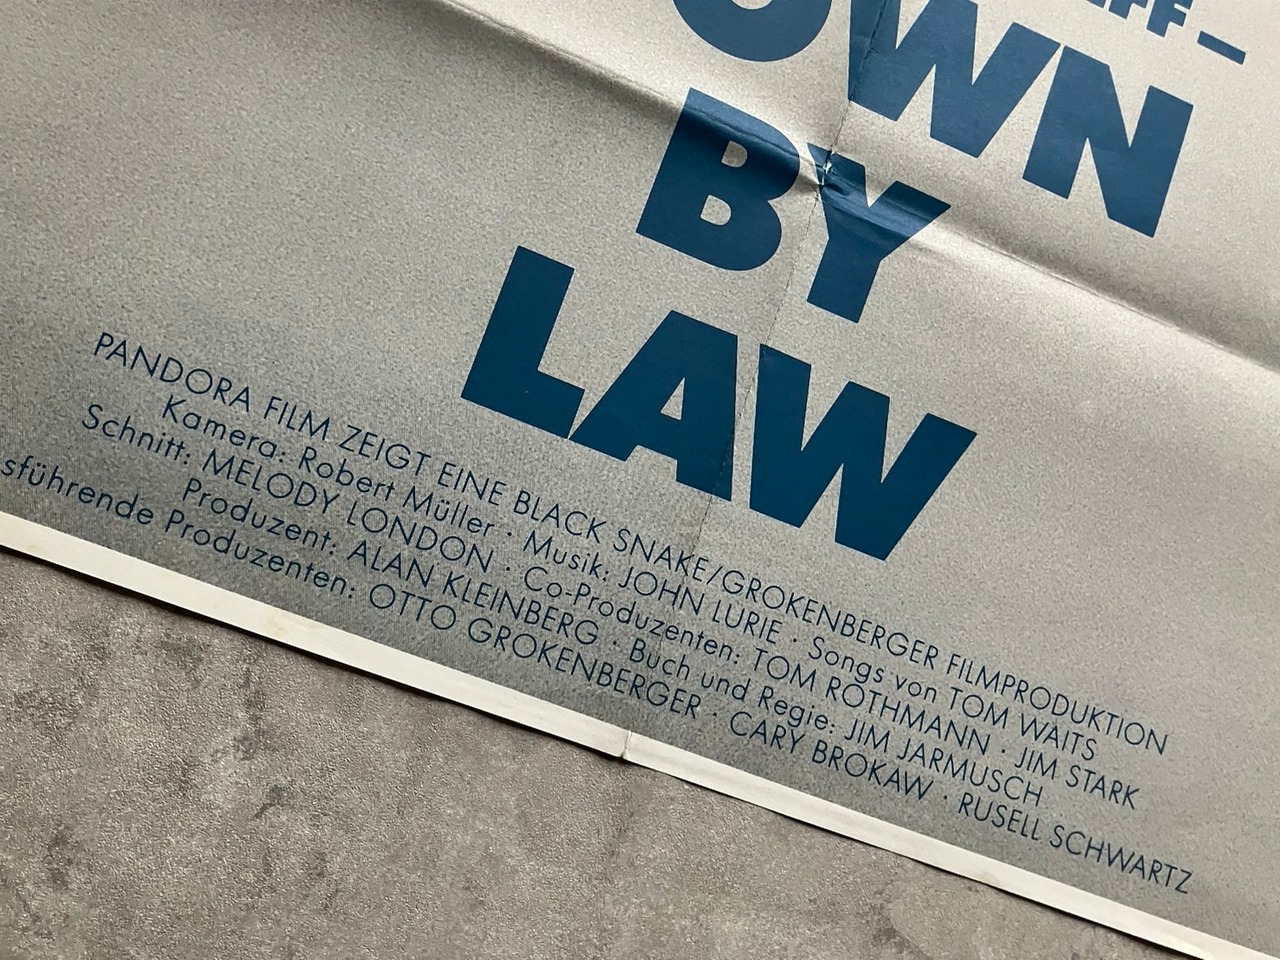 OWN
BY
LAW
PANDORA FILM ZEIGT EINE BLACK SNAKE/GROKENBERGER FILMPRODUKTION
Kamera: Robert Müller · Musik: JOHN LURIE · Songs von TOM WAITS
Schnitt: MELODY LONDON · Co-Produzenten: TOM ROTHMANN · JIM STARK
Produzent: ALAN KLEINBERG · Buch und Regie: JIM JARMUSCH
sführende Produzenten: OTTO GROKENBERGER · CARY BROKAW · RUSELL SCHWARTZ